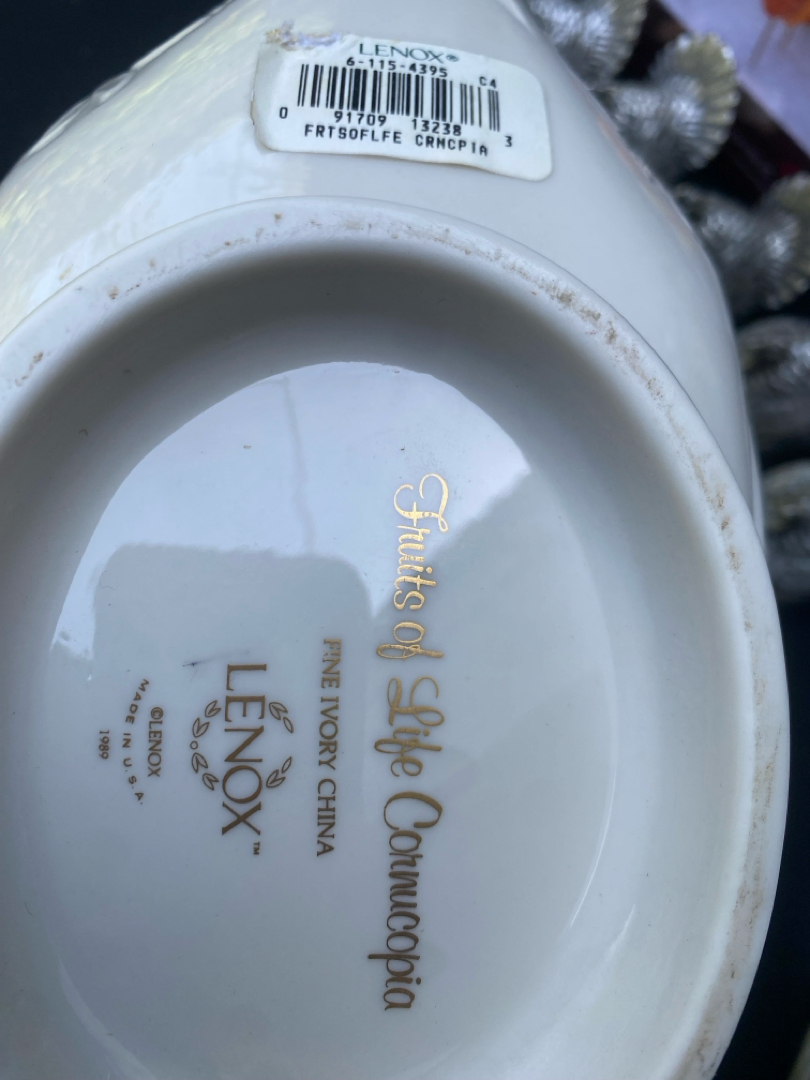 LENOX®
6-115-4395 C4
0 91709 13238 3
FRTSOFLFE CRNCPIA
Fruits of Life Cornucopia
FINE IVORY CHINA
LENOX™
©LENOX
MADE IN U.S.A.
1989